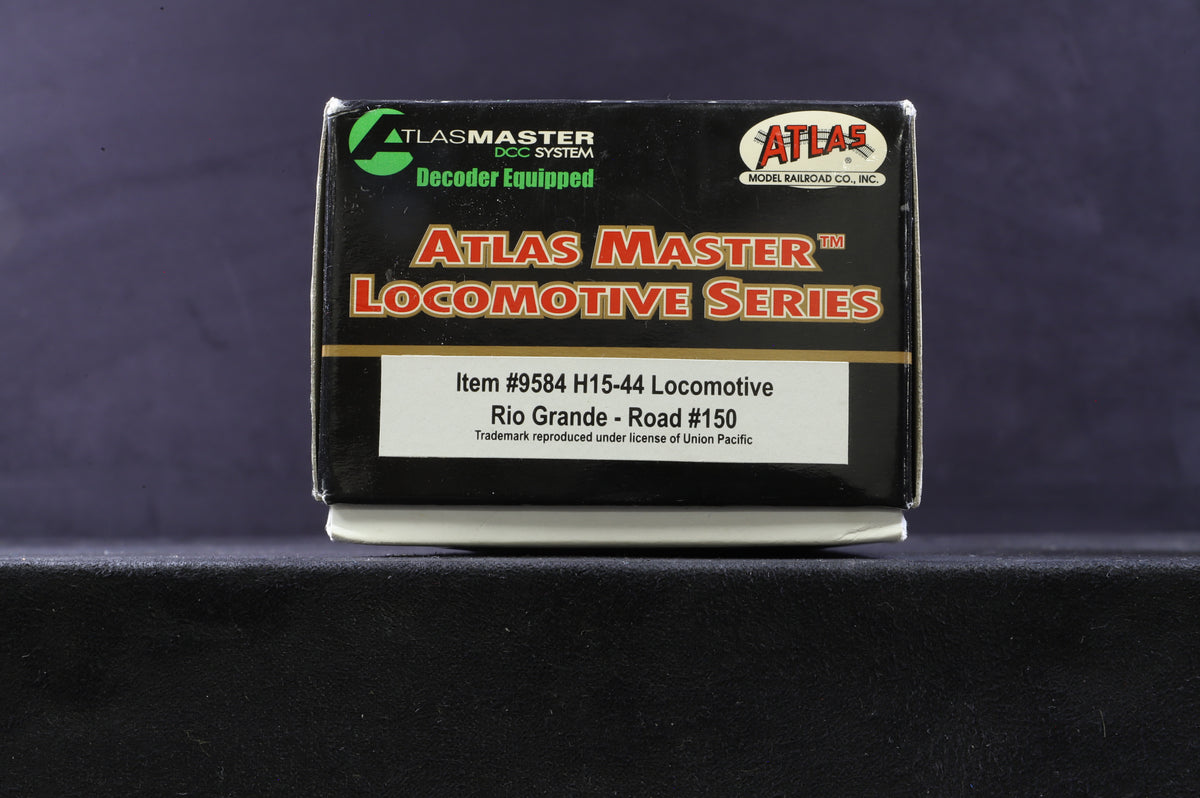 ATLASMASTER
DCC SYSTEM
Decoder Equipped
ATLAS
®
MODEL RAILROAD CO., INC.
ATLAS MASTER™
LOCOMOTIVE SERIES
Item #9584 H15-44 Locomotive
Rio Grande - Road #150
Trademark reproduced under license of Union Pacific